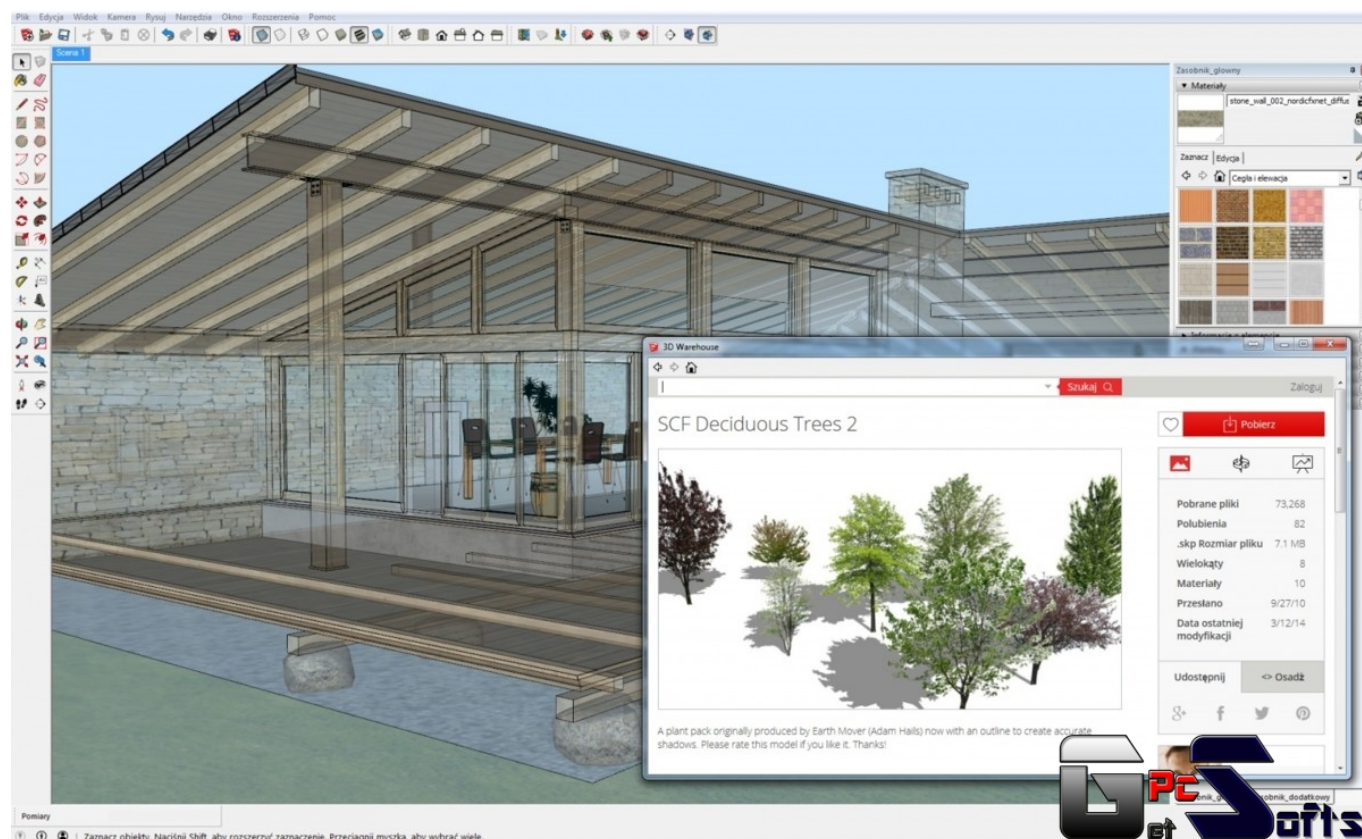 Plik Edycja Widok Kamera Rysuj Narzędzia Okno Rozszerzenia Pomoc
Scena 1
Zasobnik_glowny
Materiały
stone_wall_002_nordicfxnet_diffus
Zaznacz Edycja
Cegła i elewacja
3D Warehouse
Szukaj
Zaloguj
SCF Deciduous Trees 2
Pobierz
Pobrane pliki 73,268
Polubienia 82
.skp Rozmiar pliku 7.1 MB
Wielokąty 8
Materiały 10
Przesłano 9/27/10
Data ostatniej 3/12/14
modyfikacji
Udostępnij <> Osadź
A plant pack originally produced by Earth Mover (Adam Hails) now with an outline to create accurate
shadows. Please rate this model if you like it. Thanks!
Get Pc Softs
Pomiary
Zaznacz obiekty. Naciśnij Shift, aby rozszerzyć zaznaczenie. Przeciągnij myszką, aby wybrać wiele.